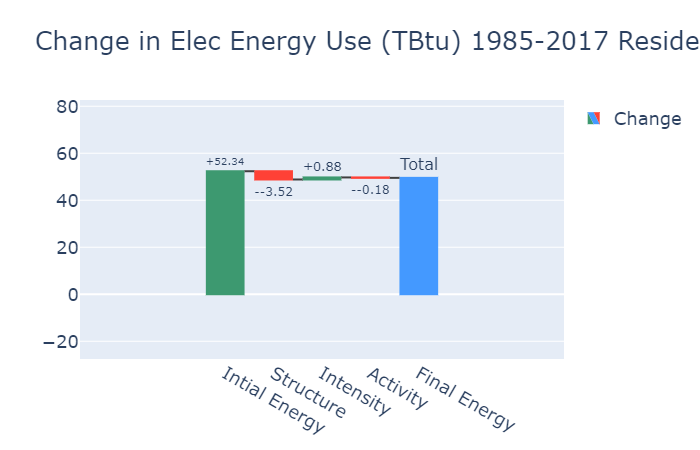 Change in Elec Energy Use (TBtu) 1985-2017 Reside
80
60
40
20
0
−20
+52.34
--3.52
+0.88
--0.18
Total
Change
Intial Energy
Structure
Intensity
Activity
Final Energy